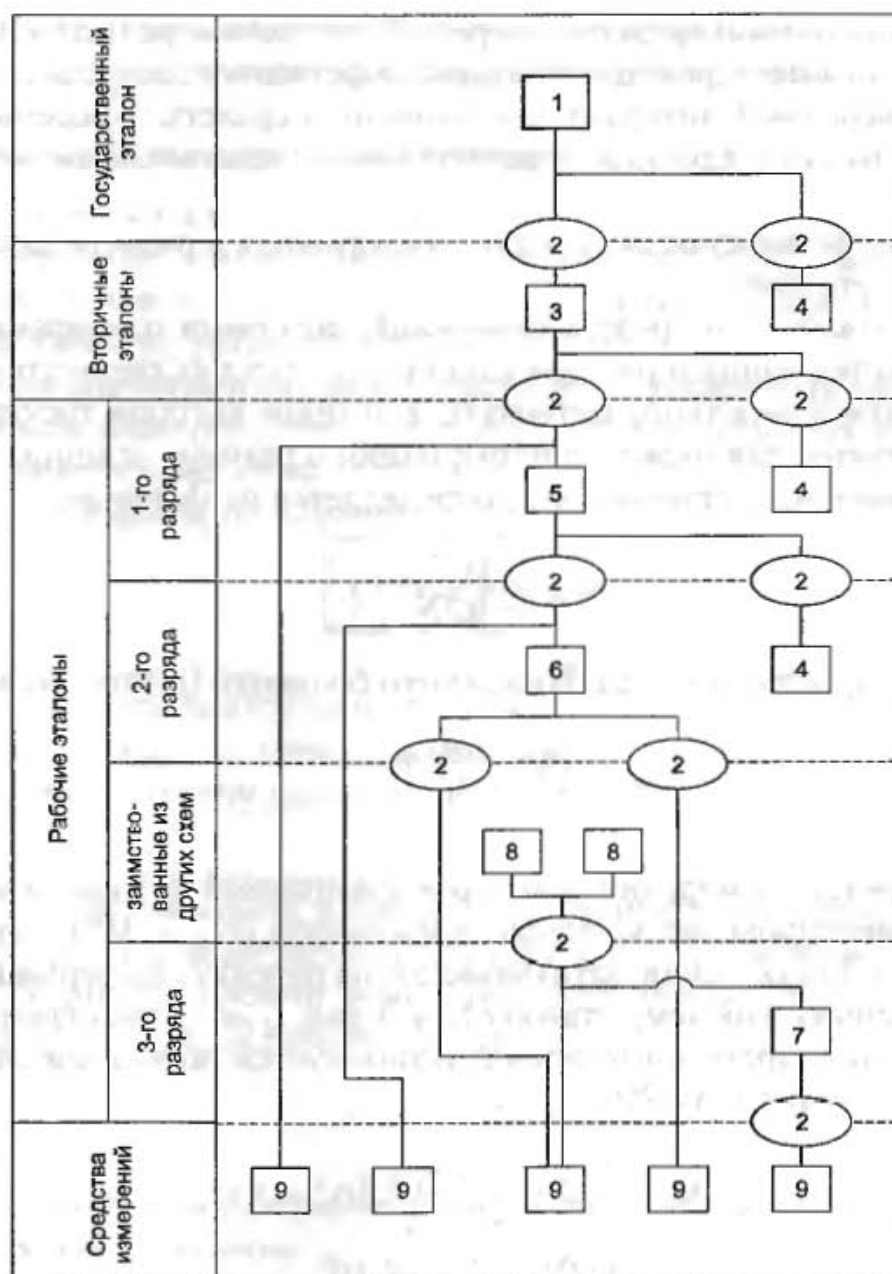 Государственный
эталон
1
2
2
Вторичные
эталоны
3
4
2
2
Рабочие эталоны
1-го
разряда
5
4
2
2
2-го
разряда
6
4
2
2
заимство-
ванные из
других схем
8
8
2
3-го
разряда
7
2
Средства
измерений
9
9
9
9
9